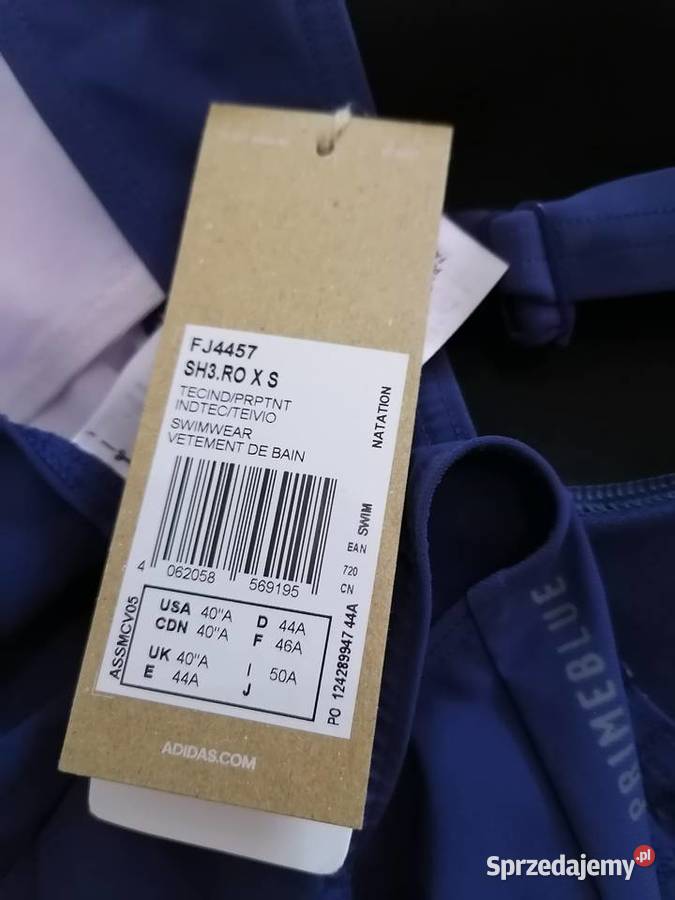 FJ4457
SH3.RO X S
TECIND/PRPTNT
INDTEC/TEIVIO
SWIMWEAR
VETEMENT DE BAIN
NATATION
SWIM
EAN
720
CN
4 062058 569195
ASSMCV05
USA 40"A
CDN 40"A
UK 40"A
E 44A
D 44A
F 46A
I 50A
J
PO 124289947 44A
ADIDAS.COM
PRIMEBLUE
Sprzedajemy.pl